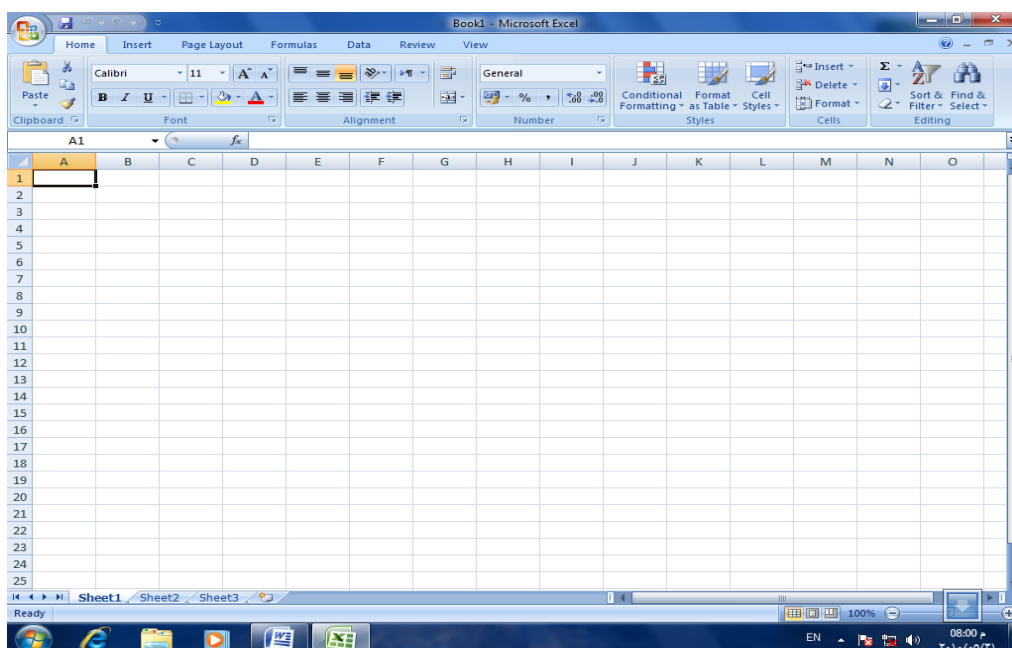 Book1 - Microsoft Excel
Home Insert Page Layout Formulas Data Review View
Calibri 11 A A General Insert Σ
Paste B I U A % , Conditional Formatting as Table Cell Styles Delete Sort & Filter Find & Select
Format
Clipboard Font Alignment Number Styles Cells Editing
A1 fx
A B C D E F G H I J K L M N O
1
2
3
4
5
6
7
8
9
10
11
12
13
14
15
16
17
18
19
20
21
22
23
24
25
Sheet1 Sheet2 Sheet3
Ready 100%
EN 08:00 م